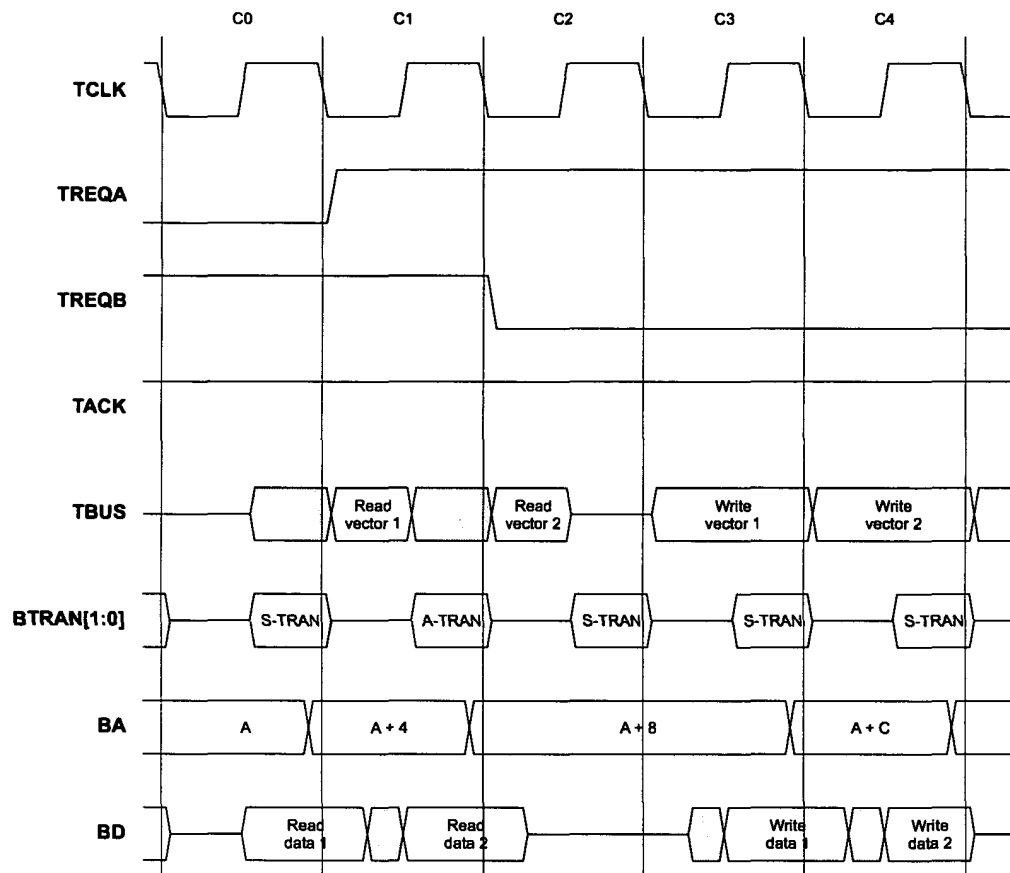 C0 C1 C2 C3 C4
TCLK
TREQA
TREQB
TACK
TBUS
Read
vector 1
Read
vector 2
Write
vector 1
Write
vector 2
BTRAN[1:0]
S-TRAN A-TRAN S-TRAN S-TRAN S-TRAN
BA
A A + 4 A + 8 A + C
BD
Read
data 1
Read
data 2
Write
data 1
Write
data 2